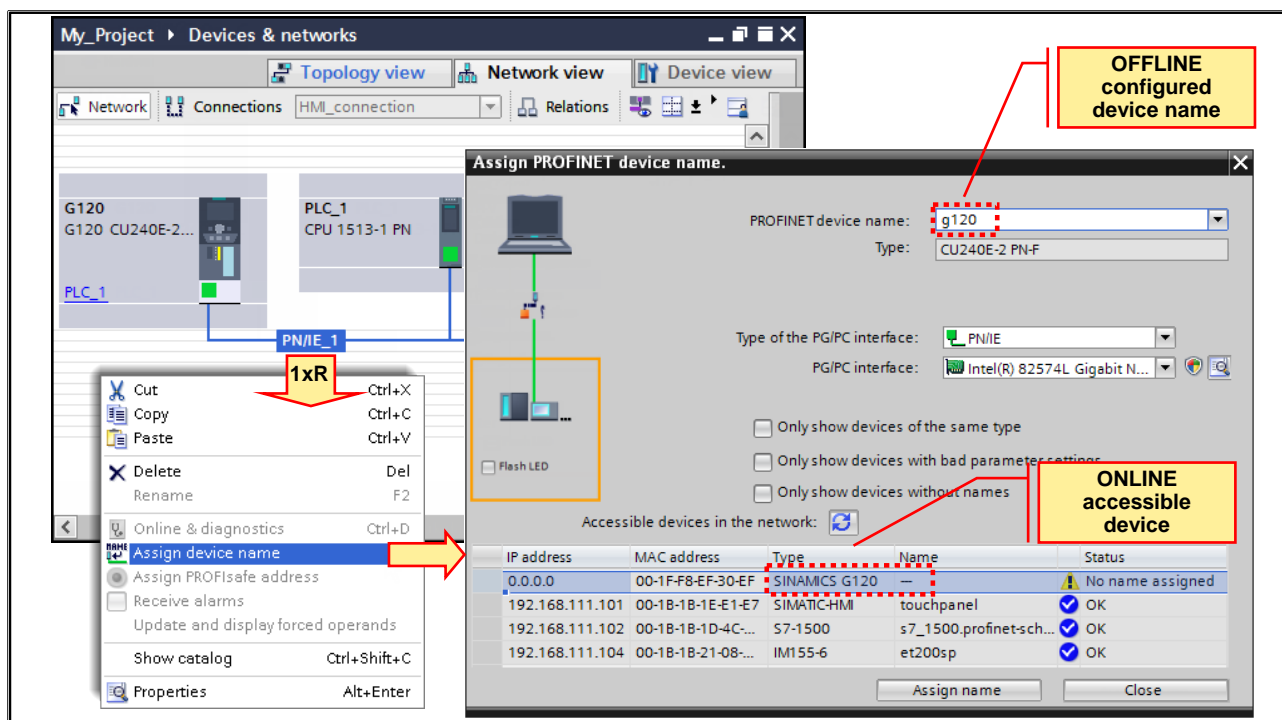 My_Project ▸ Devices & networks
Topology view Network view Device view
Network Connections HMI_connection Relations
G120
G120 CU240E-2...
PLC_1
PLC_1
CPU 1513-1 PN
PN/IE_1
1xR
Cut Ctrl+X
Copy Ctrl+C
Paste Ctrl+V
Delete Del
Rename F2
Online & diagnostics Ctrl+D
Assign device name
Assign PROFIsafe address
Receive alarms
Update and display forced operands
Show catalog Ctrl+Shift+C
Properties Alt+Enter
OFFLINE
configured
device name
Assign PROFINET device name.
PROFINET device name: g120
Type: CU240E-2 PN-F
Type of the PG/PC interface: PN/IE
PG/PC interface: Intel(R) 82574L Gigabit N...
Only show devices of the same type
Only show devices with bad parameter settings
Only show devices without names
Flash LED
ONLINE
accessible
device
Accessible devices in the network:
IP address MAC address Type Name Status
0.0.0.0 00-1F-F8-EF-30-EF SINAMICS G120 — No name assigned
192.168.111.101 00-1B-1B-1E-E1-E7 SIMATIC-HMI touchpanel OK
192.168.111.102 00-1B-1B-1D-4C-... S7-1500 s7_1500.profinet-sch... OK
192.168.111.104 00-1B-1B-21-08-... IM155-6 et200sp OK
Assign name Close